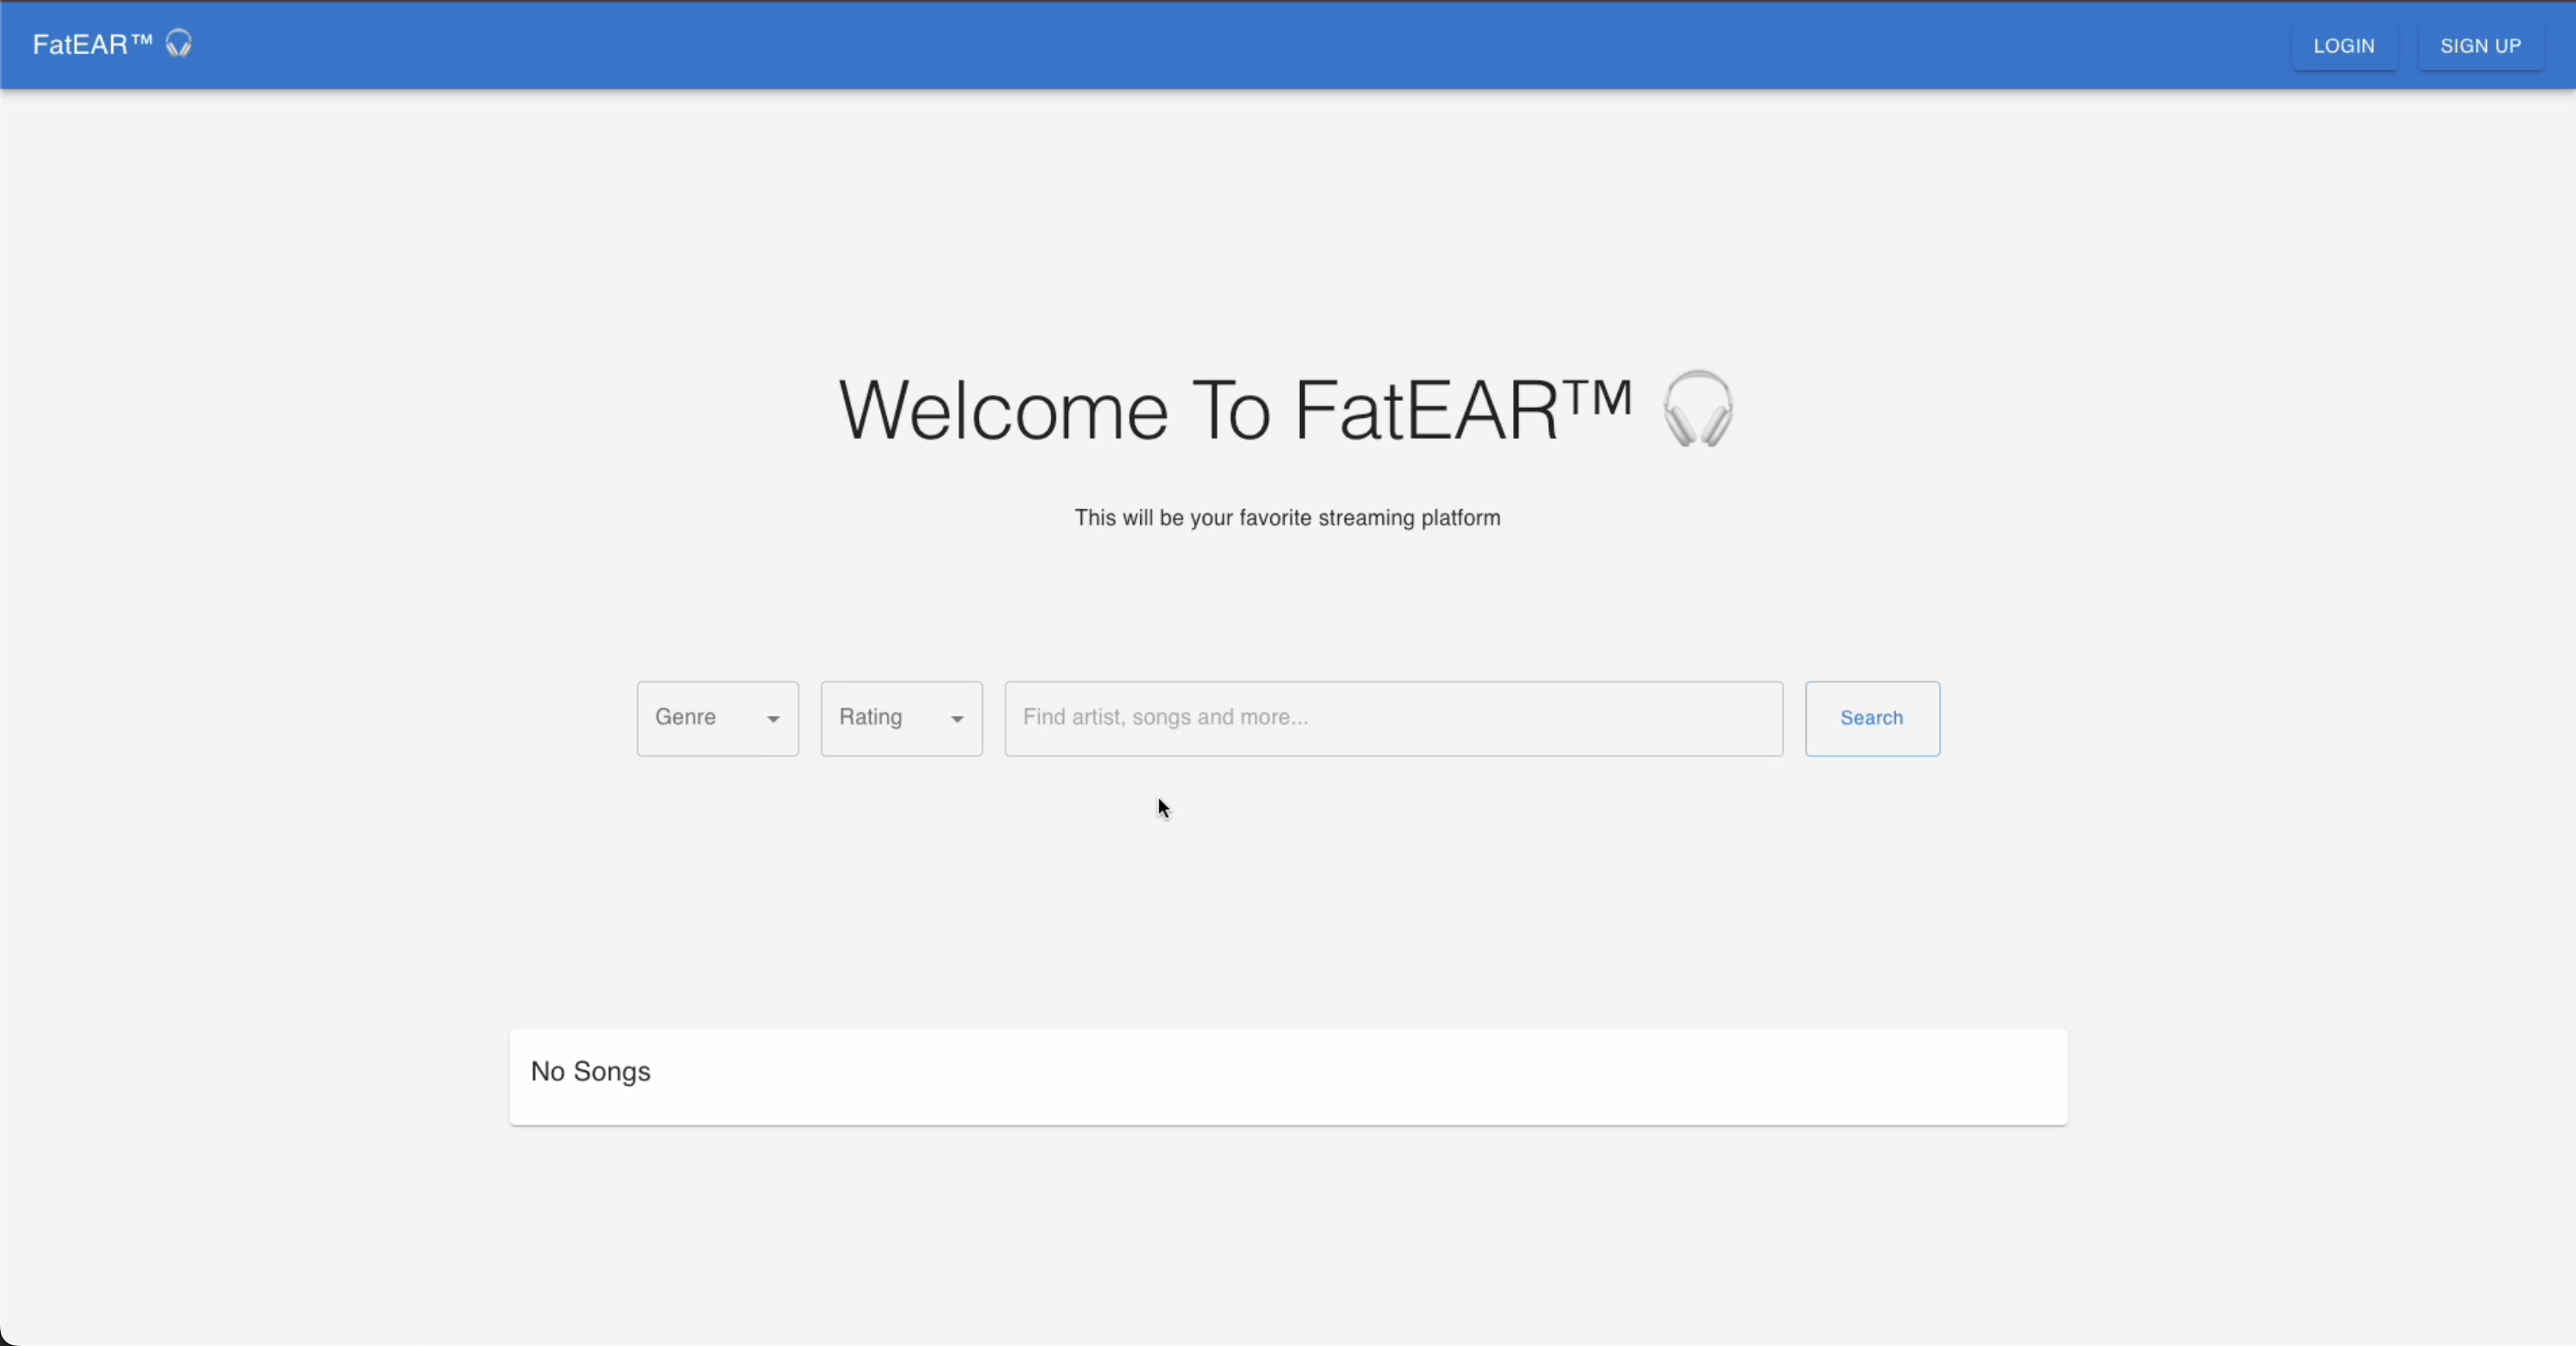 FatEAR™ 🎧
LOGIN
SIGN UP
Welcome To FatEAR™ 🎧
This will be your favorite streaming platform
Genre
Rating
Find artist, songs and more...
Search
No Songs